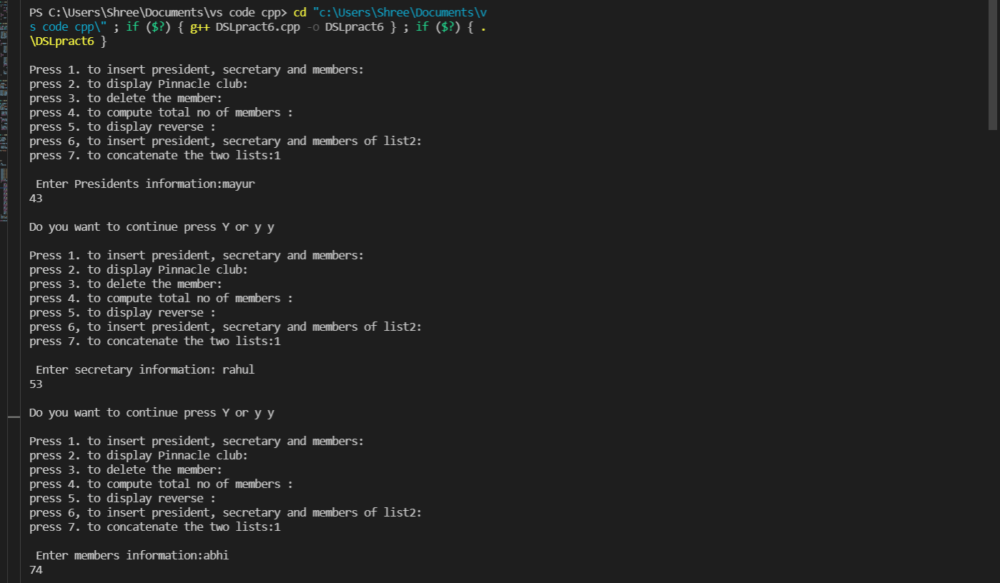 PS C:\Users\Shree\Documents\vs code cpp> cd "c:\Users\Shree\Documents\v
s code cpp\" ; if ($?) { g++ DSLpract6.cpp -o DSLpract6 } ; if ($?) { .
\DSLpract6 }
Press 1. to insert president, secretary and members:
press 2. to display Pinnacle club:
press 3. to delete the member:
press 4. to compute total no of members :
press 5. to display reverse :
press 6, to insert president, secretary and members of list2:
press 7. to concatenate the two lists:1
Enter Presidents information:mayur
43
Do you want to continue press Y or y y
Press 1. to insert president, secretary and members:
press 2. to display Pinnacle club:
press 3. to delete the member:
press 4. to compute total no of members :
press 5. to display reverse :
press 6, to insert president, secretary and members of list2:
press 7. to concatenate the two lists:1
Enter secretary information: rahul
53
Do you want to continue press Y or y y
Press 1. to insert president, secretary and members:
press 2. to display Pinnacle club:
press 3. to delete the member:
press 4. to compute total no of members :
press 5. to display reverse :
press 6, to insert president, secretary and members of list2:
press 7. to concatenate the two lists:1
Enter members information:abhi
74